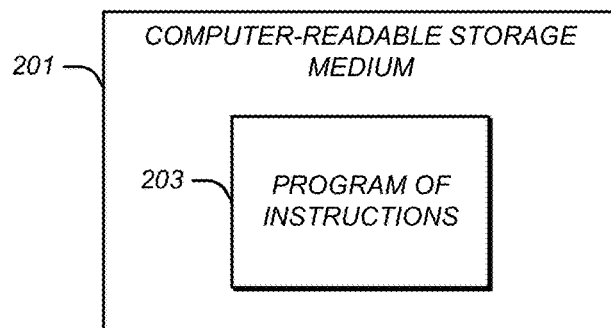 COMPUTER-READABLE STORAGE
MEDIUM
201
203
PROGRAM OF
INSTRUCTIONS